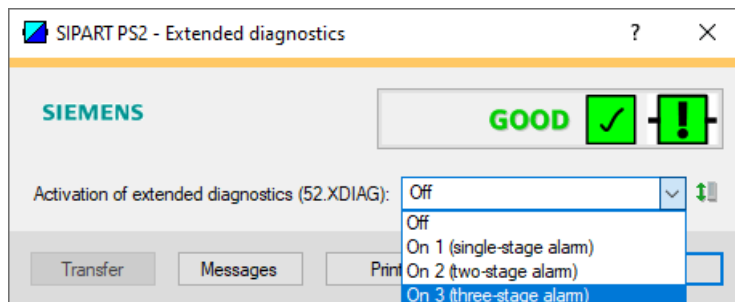 SIPART PS2 - Extended diagnostics
SIEMENS
GOOD
Activation of extended diagnostics (52.XDIAG):
Off
Off
On 1 (single-stage alarm)
On 2 (two-stage alarm)
On 3 (three-stage alarm)
Transfer
Messages
Print